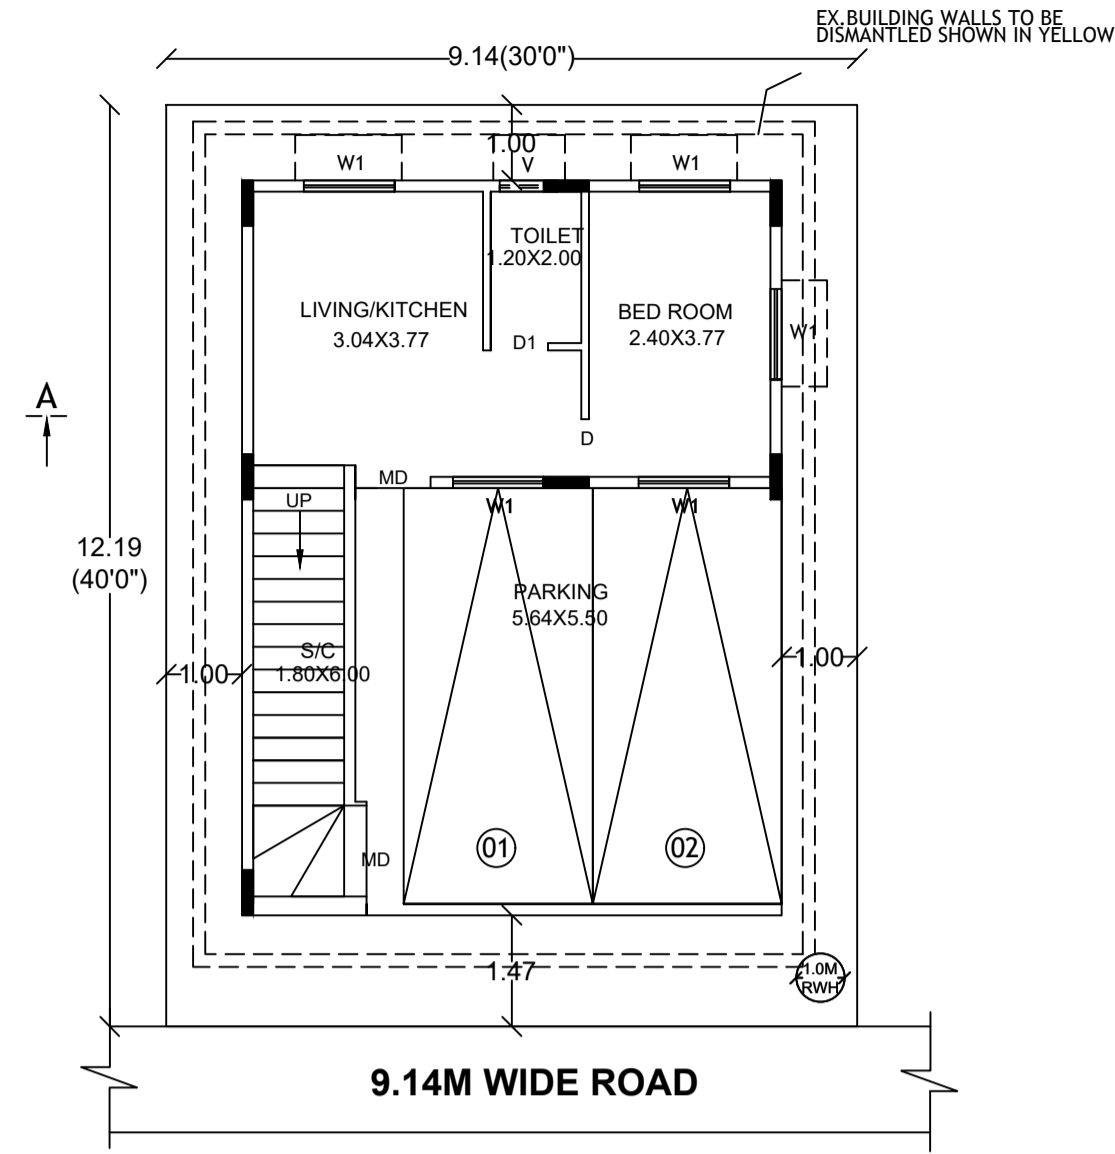 EX.BUILDING WALLS TO BE
DISMANTLED SHOWN IN YELLOW
9.14(30'0")
1.00
W1
V
W1
TOILET
1.20X2.00
LIVING/KITCHEN
3.04X3.77
BED ROOM
2.40X3.77
W1
D1
A
D
MD
UP
W1
W1
12.19
(40'0")
PARKING
5.64X5.50
S/C
1.80X6.00
1.00
1.00
01
02
MD
1.47
1.0M
RWH
9.14M WIDE ROAD